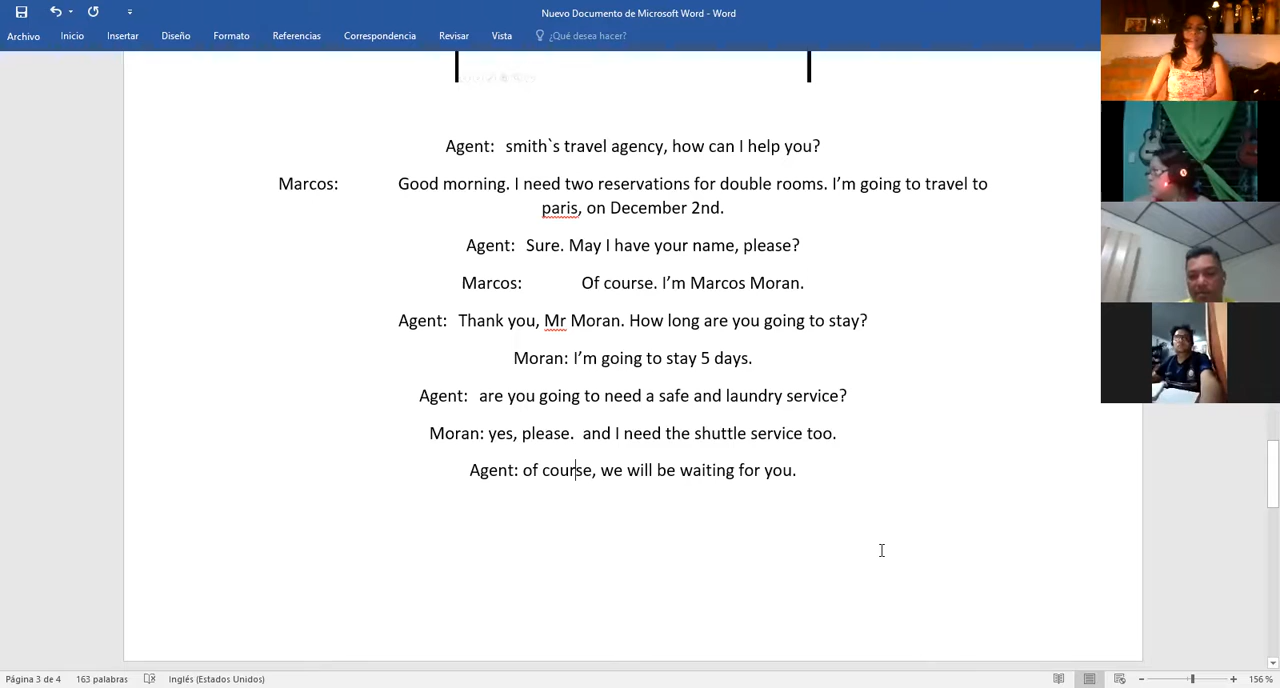 Nuevo Documento de Microsoft Word - Word
Archivo Inicio Insertar Diseño Formato Referencias Correspondencia Revisar Vista ¿Qué desea hacer?
Agent: smith`s travel agency, how can I help you?
Marcos: Good morning. I need two reservations for double rooms. I’m going to travel to
paris, on December 2nd.
Agent: Sure. May I have your name, please?
Marcos: Of course. I’m Marcos Moran.
Agent: Thank you, Mr Moran. How long are you going to stay?
Moran: I’m going to stay 5 days.
Agent: are you going to need a safe and laundry service?
Moran: yes, please. and I need the shuttle service too.
Agent: of course, we will be waiting for you.
Página 3 de 4 163 palabras Inglés (Estados Unidos) 156 %